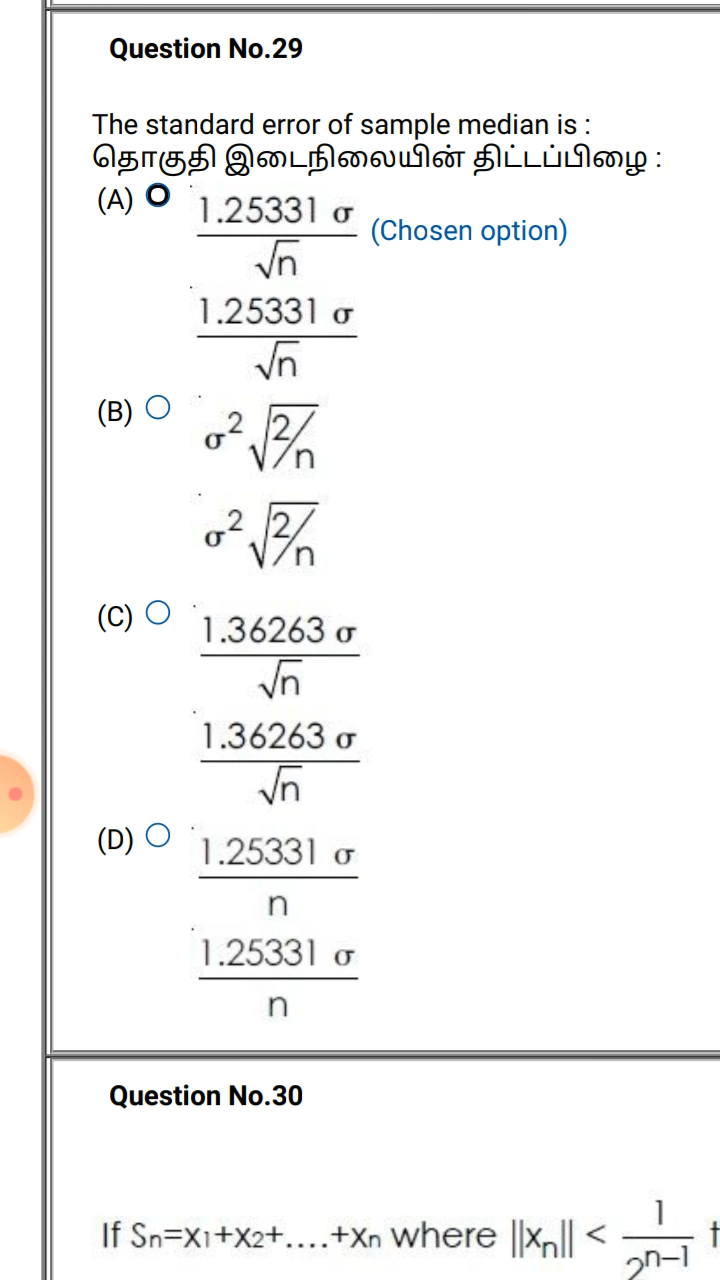 Question No.29
The standard error of sample median is :
தொகுதி இடைநிலையின் திட்டப்பிழை :
(A) 1.25331 σ / √n (Chosen option)
1.25331 σ / √n
(B) σ² √2/n
σ² √2/n
(C) 1.36263 σ / √n
1.36263 σ / √n
(D) 1.25331 σ / n
1.25331 σ / n
Question No.30
If Sn=x1+x2+....+xn where ||xn|| < 1 / 2ⁿ⁻¹